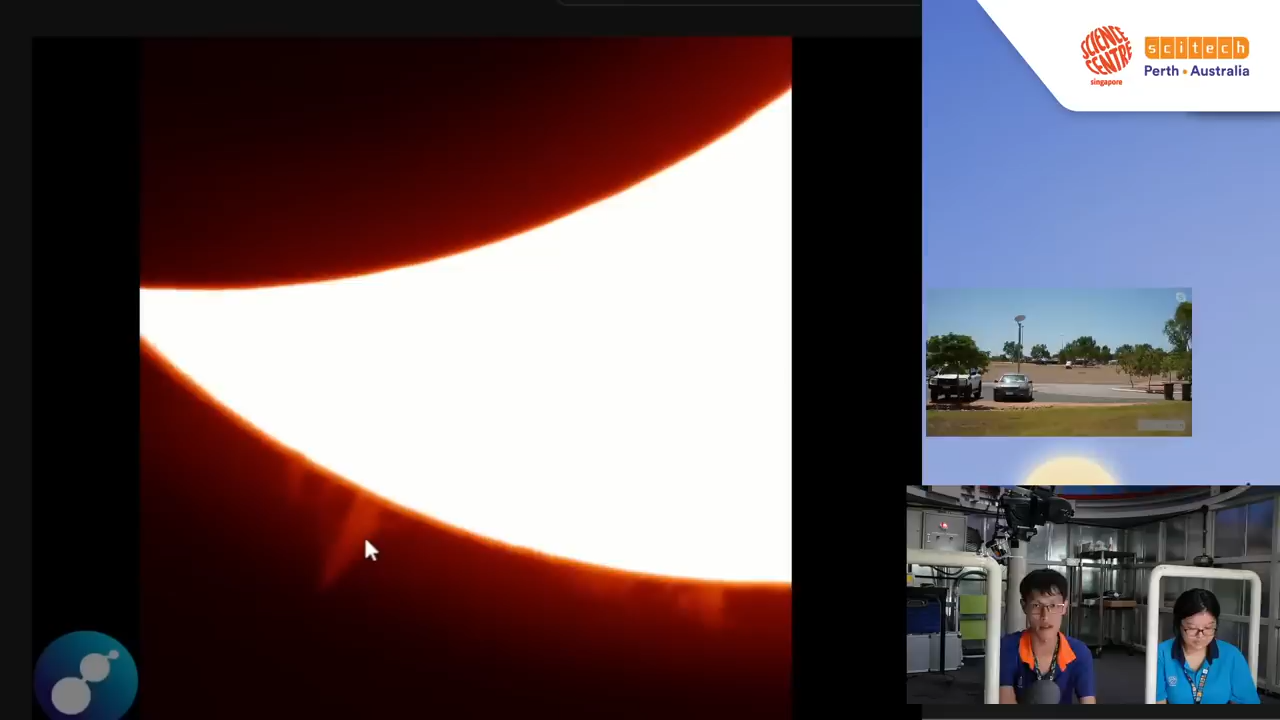 SCIENCE
CENTRE
singapore
scitech
Perth • Australia